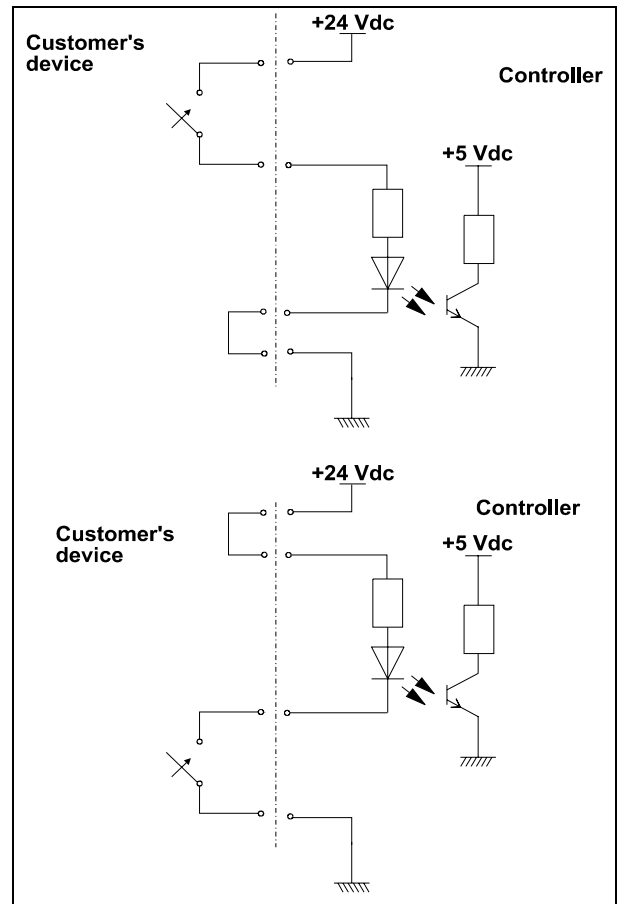 +24 Vdc
Customer's
device
Controller
+5 Vdc
+24 Vdc
Controller
Customer's
device
+5 Vdc